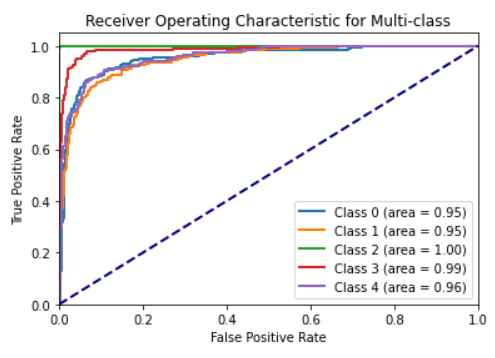 Receiver Operating Characteristic for Multi-class
True Positive Rate
1.0
0.8
0.6
0.4
0.2
0.0
Class 0 (area = 0.95)
Class 1 (area = 0.95)
Class 2 (area = 1.00)
Class 3 (area = 0.99)
Class 4 (area = 0.96)
0.0 0.2 0.4 0.6 0.8 1.0
False Positive Rate